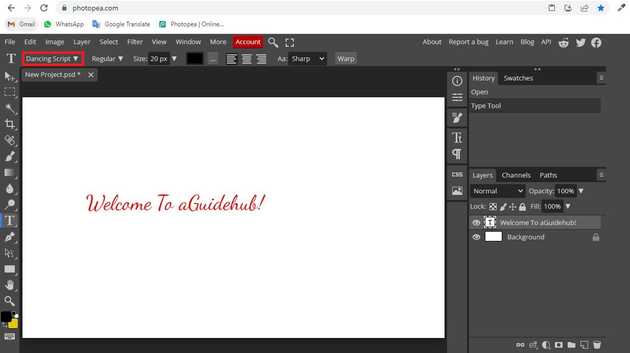 photopea.com
Gmail WhatsApp Google Translate Photopea | Online...
File Edit Image Layer Select Filter View Window More Account About Report a bug Learn Blog API
T Dancing Script ▼ Regular ▼ Size: 20 px ▼ ... Aa: Sharp ▼ Warp
New Project.psd * ×
History Swatches
Open
Type Tool
CSS
Layers Channels Paths
Normal ▼ Opacity: 100% ▼
Lock: Fill: 100% ▼
Welcome To aGuidehub!
Background
Welcome To aGuidehub!